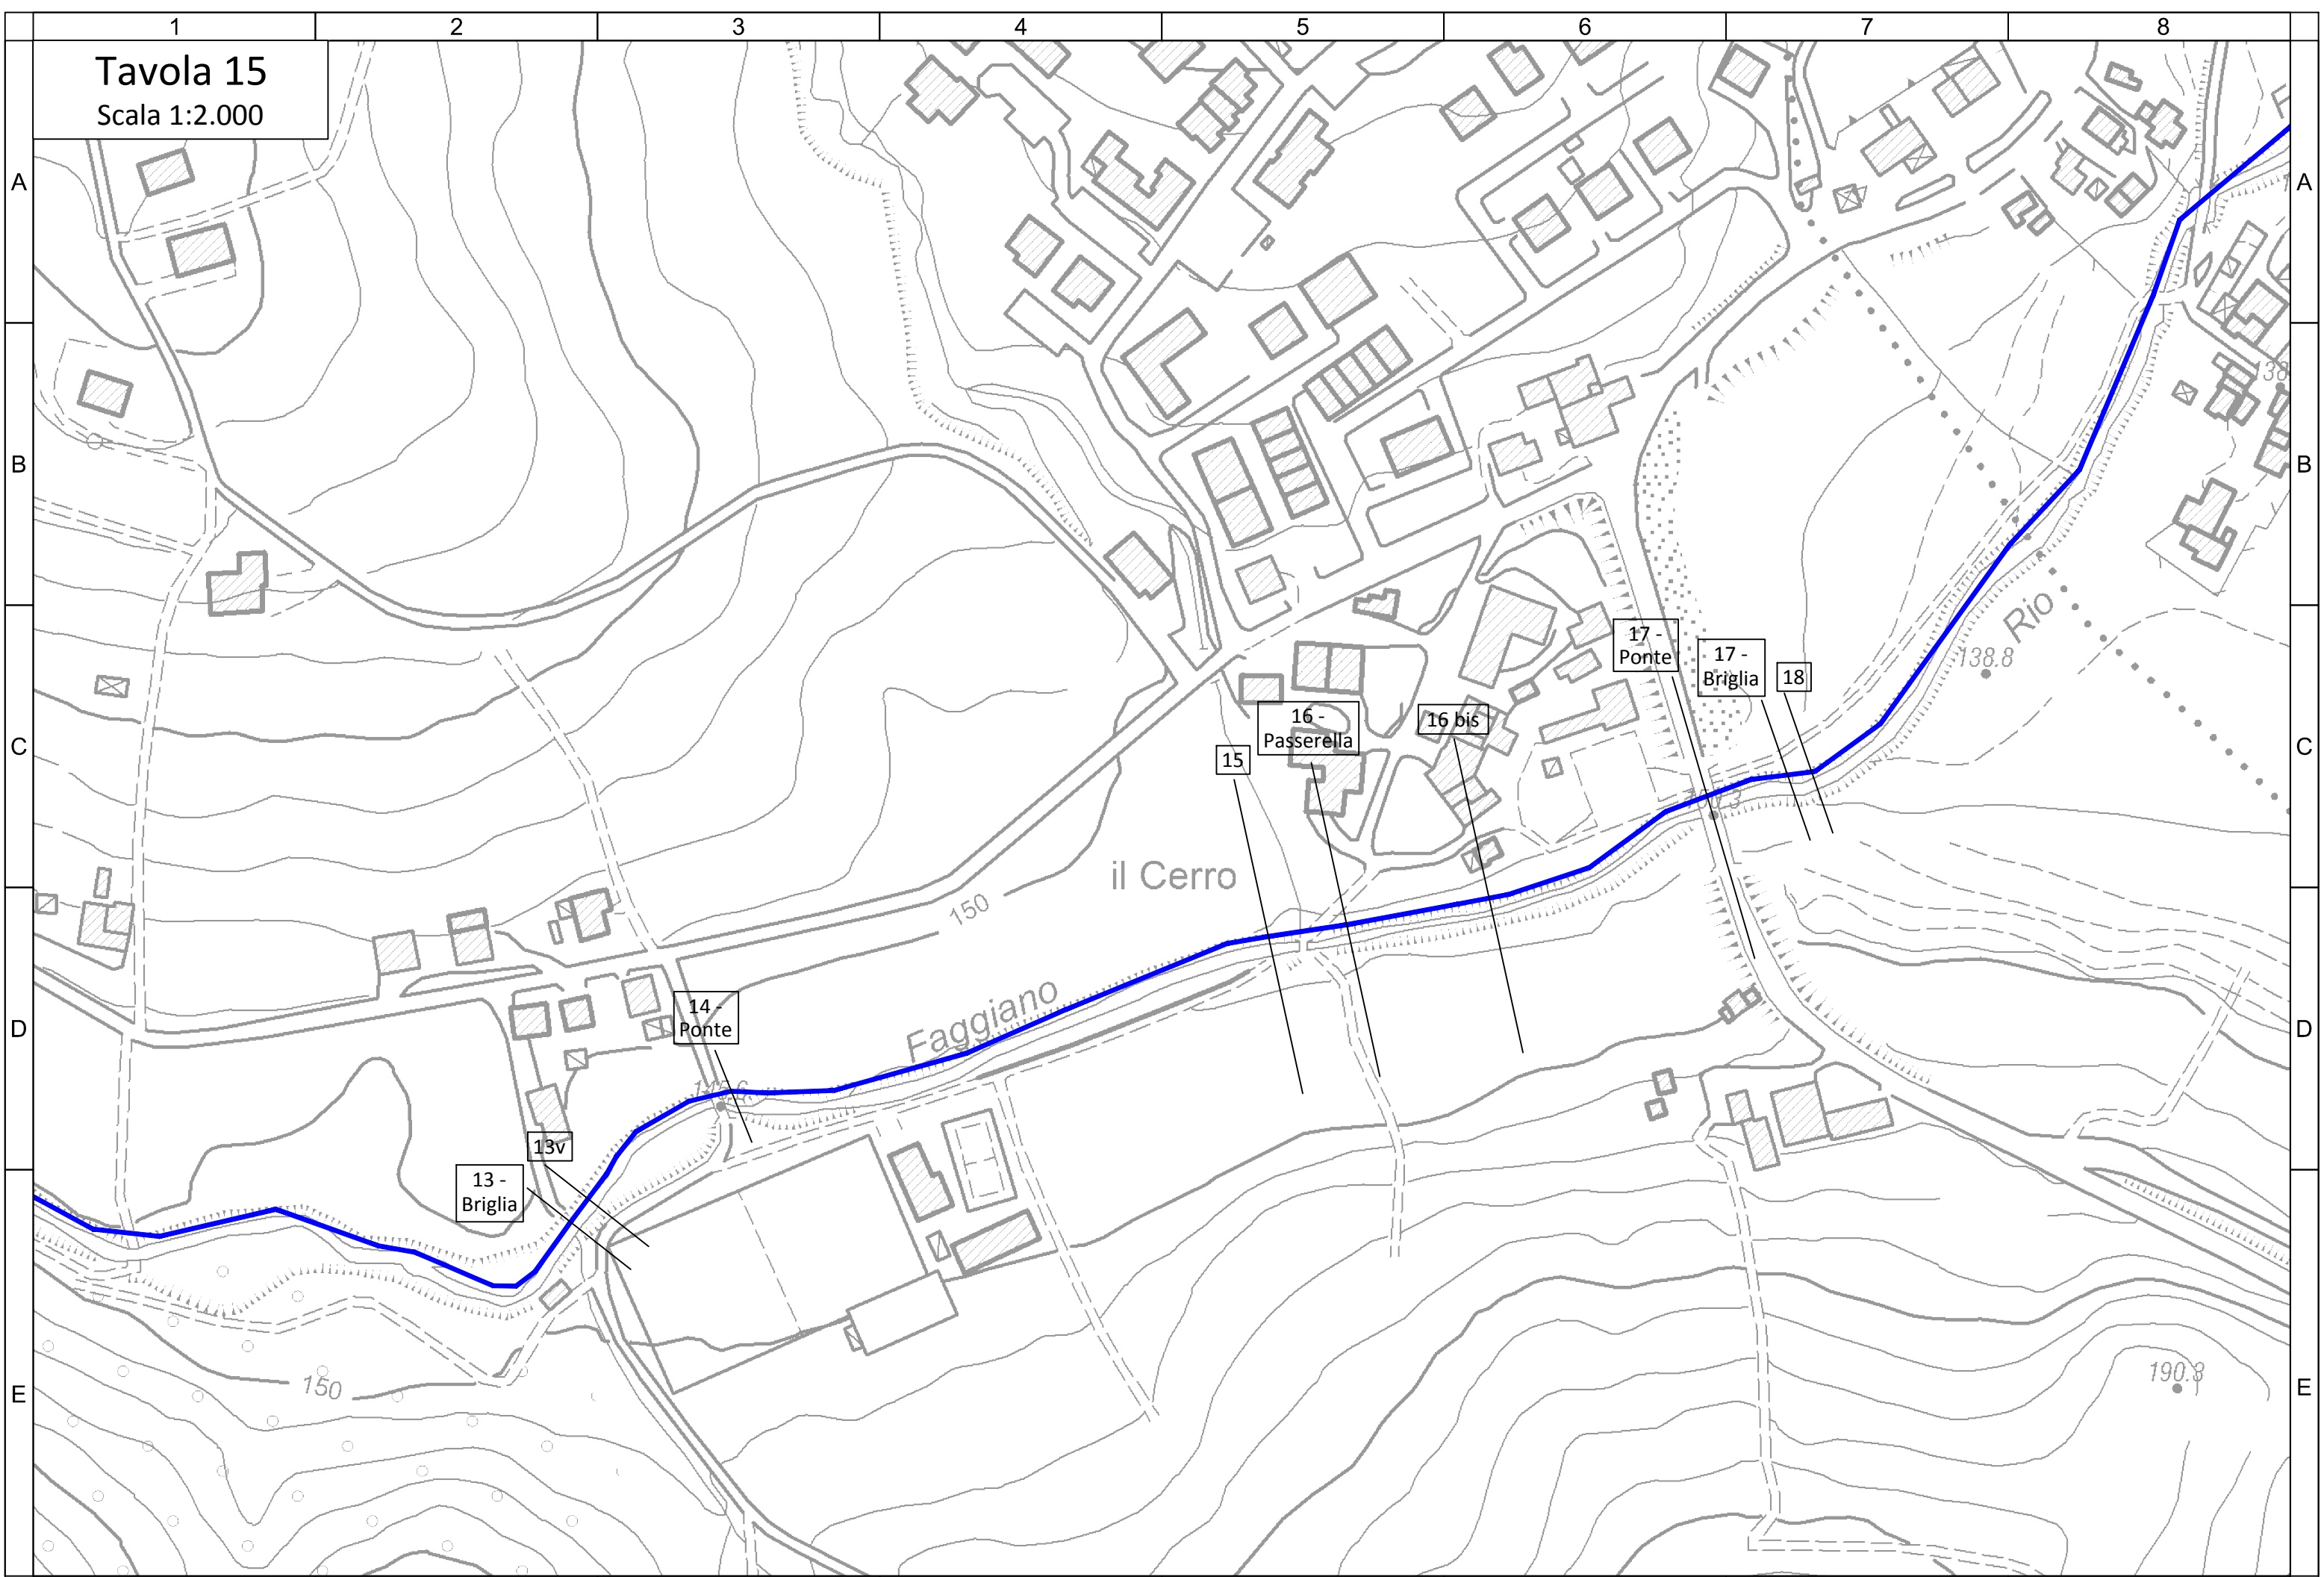 1 2 3 4 5 6 7 8
Tavola 15
Scala 1:2.000
A A
B B
138
Rio
17 -
Ponte
17 -
Briglia
18
138.8
16 -
Passerella
16 bis
15
C C
il Cerro
150
Faggiano
14 -
Ponte
D D
13v
13 -
Briglia
150
190.3
E E